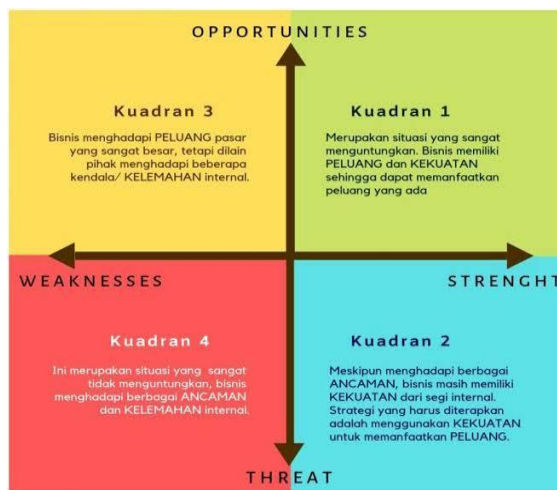 OPPORTUNITIES
Kuadran 3
Bisnis menghadapi PELUANG pasar
yang sangat besar, tetapi dilain
pihak menghadapi beberapa
kendala/ KELEMAHAN internal.
Kuadran 1
Merupakan situasi yang sangat
menguntungkan. Bisnis memiliki
PELUANG dan KEKUATAN
sehingga dapat memanfaatkan
peluang yang ada
WEAKNESSES
STRENGHT
Kuadran 4
Ini merupakan situasi yang sangat
tidak menguntungkan, bisnis
menghadapi berbagai ANCAMAN
dan KELEMAHAN internal.
Kuadran 2
Meskipun menghadapi berbagai
ANCAMAN, bisnis masih memiliki
KEKUATAN dari segi internal.
Strategi yang harus diterapkan
adalah menggunakan KEKUATAN
untuk memanfaatkan PELUANG.
THREAT